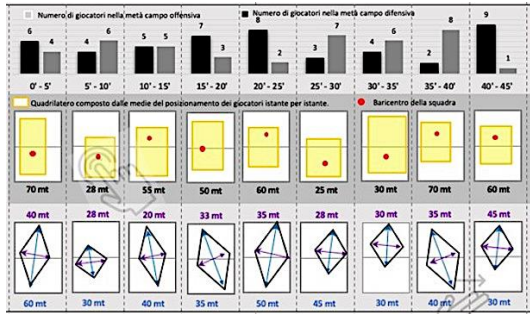 Numero di giocatori nella metà campo offensiva
Numero di giocatori nella metà campo difensiva
6 4 4 6 5 5 7 3 8 2 3 7 4 6 2 8 9 1
0' - 5' 5' - 10' 10' - 15' 15' - 20' 20' - 25' 25' - 30' 30' - 35' 35' - 40' 40' - 45'
Quadrilatero composto dalle medie del posizionamento dei giocatori istante per istante.
Baricentro della squadra
70 mt 28 mt 55 mt 50 mt 60 mt 25 mt 30 mt 70 mt 60 mt
40 mt 28 mt 20 mt 33 mt 35 mt 28 mt 30 mt 35 mt 45 mt
60 mt 30 mt 40 mt 35 mt 50 mt 45 mt 30 mt 40 mt 30 mt